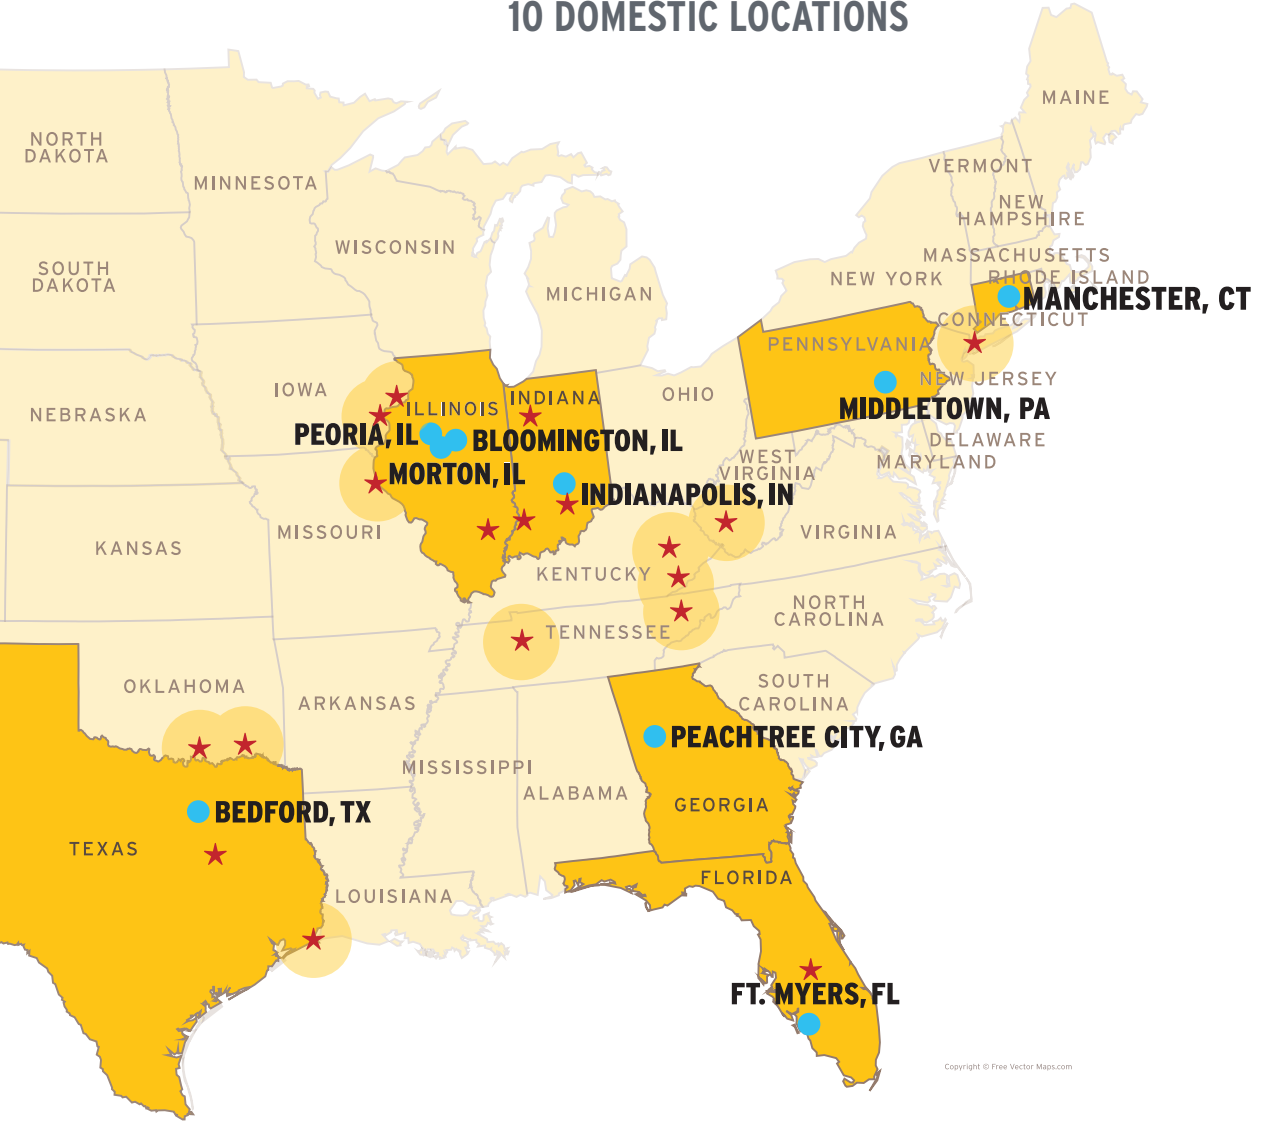 10 DOMESTIC LOCATIONS
MAINE
NORTH
DAKOTA
VERMONT
MINNESOTA
NEW
HAMPSHIRE
WISCONSIN
MASSACHUSETTS
SOUTH
DAKOTA
NEW YORK
RHODE ISLAND
MICHIGAN
MANCHESTER, CT
CONNECTICUT
PENNSYLVANIA
NEW JERSEY
IOWA
OHIO
INDIANA
ILLINOIS
MIDDLETOWN, PA
NEBRASKA
PEORIA, IL
BLOOMINGTON, IL
DELAWARE
WEST
VIRGINIA
MARYLAND
MORTON, IL
INDIANAPOLIS, IN
MISSOURI
VIRGINIA
KANSAS
KENTUCKY
NORTH
CAROLINA
TENNESSEE
OKLAHOMA
SOUTH
CAROLINA
ARKANSAS
PEACHTREE CITY, GA
MISSISSIPPI
ALABAMA
GEORGIA
BEDFORD, TX
TEXAS
FLORIDA
LOUISIANA
FT. MYERS, FL
Copyright © Free Vector Maps.com